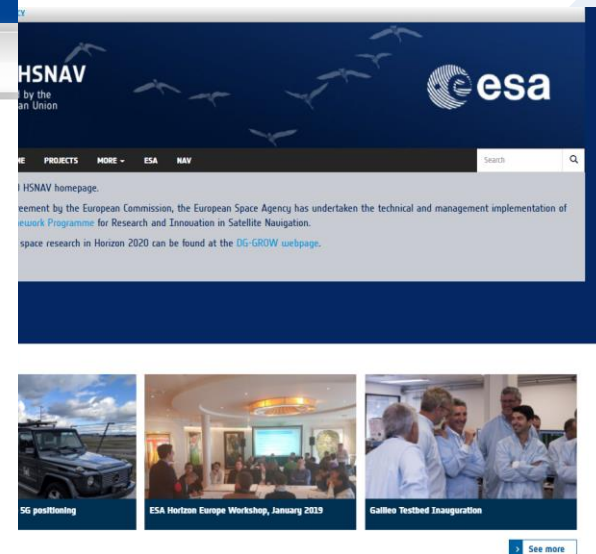 CY
HSNAV
by the
an Union
esa
ME PROJECTS MORE ESA NAV
Search
HSNAV homepage.
reement by the European Commission, the European Space Agency has undertaken the technical and management implementation of
ework Programme for Research and Innovation in Satellite Navigation.
space research in Horizon 2020 can be found at the DG-GROW webpage.
5G positioning
ESA Horizon Europe Workshop, January 2019
Galileo Testbed Inauguration
See more